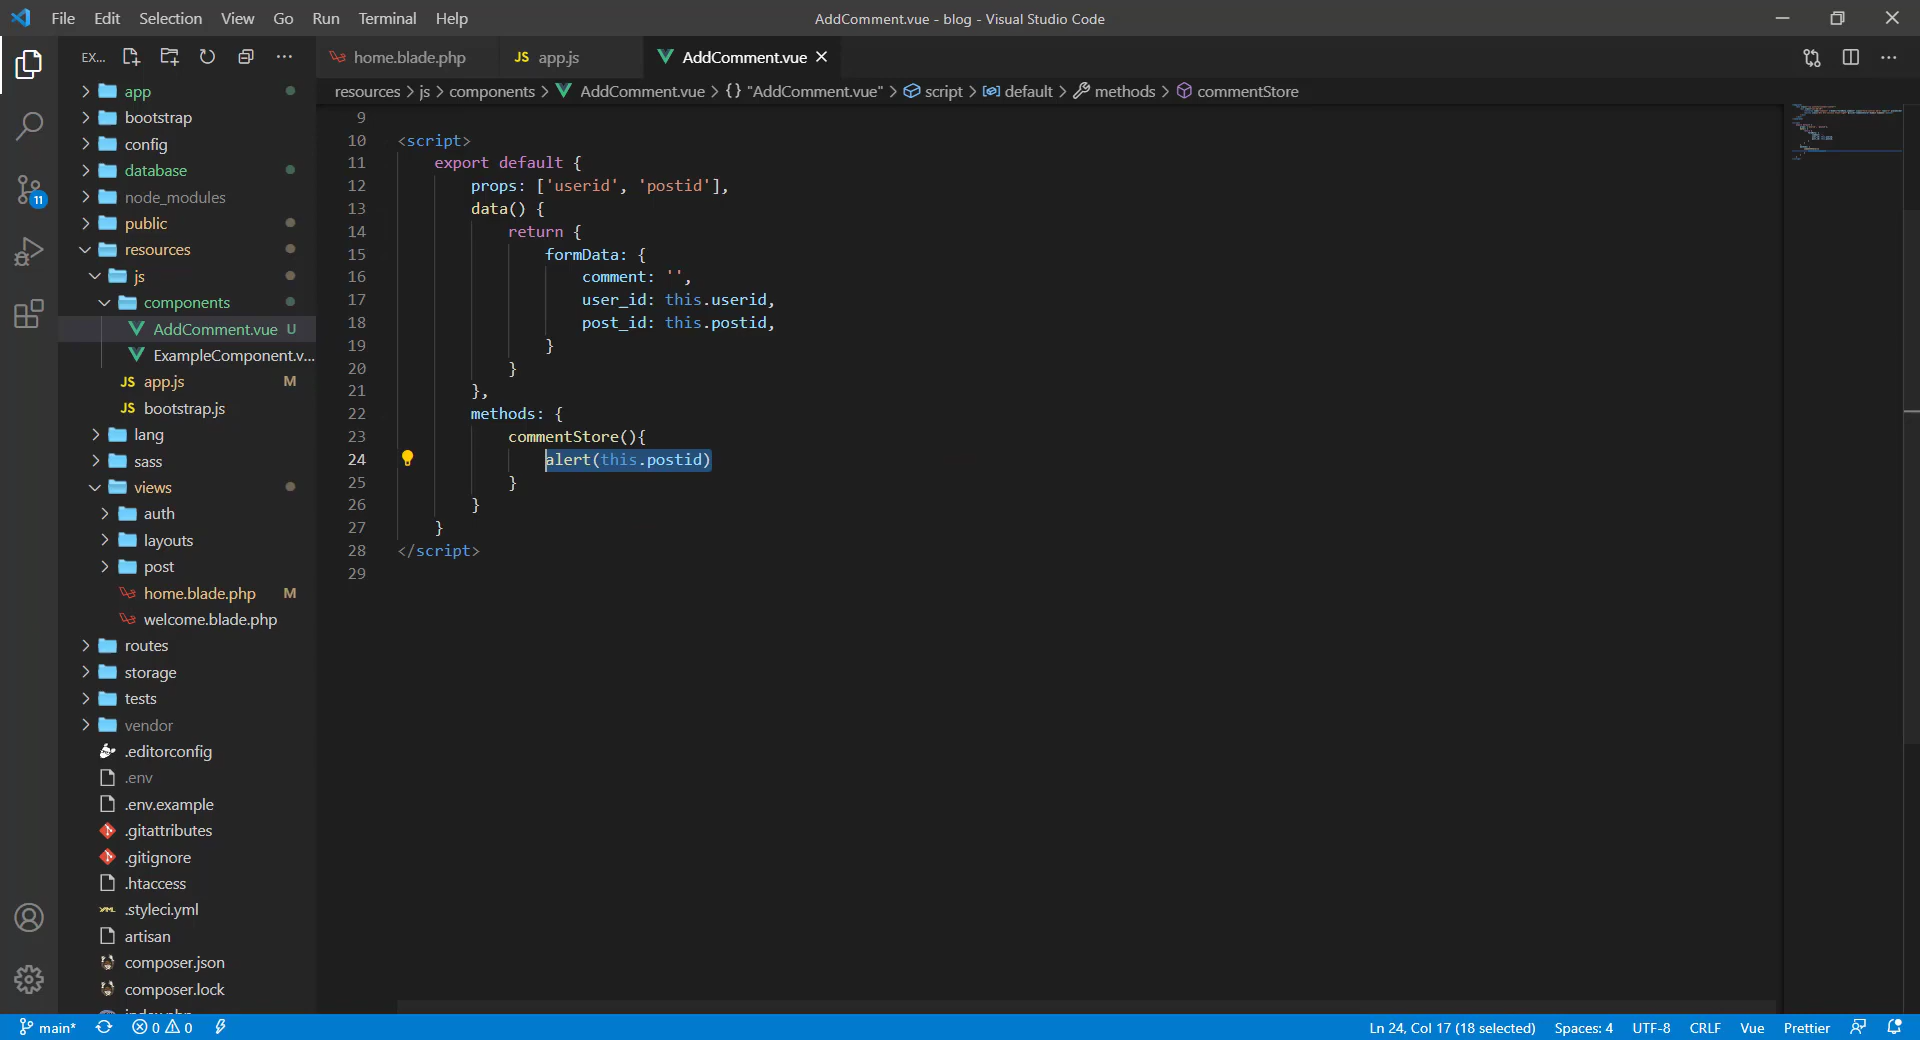 File Edit Selection View Go Run Terminal Help
AddComment.vue - blog - Visual Studio Code
EX...
home.blade.php
JS app.js
AddComment.vue
resources > js > components > AddComment.vue > {} "AddComment.vue" > script > default > methods > commentStore
app
bootstrap
config
database
node_modules
public
resources
js
components
AddComment.vue U
ExampleComponent.v...
JS app.js M
JS bootstrap.js
lang
sass
views
auth
layouts
post
home.blade.php M
welcome.blade.php
routes
storage
tests
vendor
.editorconfig
.env
.env.example
.gitattributes
.gitignore
.htaccess
.styleci.yml
artisan
composer.json
composer.lock
11
9
10 <script>
11 export default {
12 props: ['userid', 'postid'],
13 data() {
14 return {
15 formData: {
16 comment: '',
17 user_id: this.userid,
18 post_id: this.postid,
19 }
20 }
21 },
22 methods: {
23 commentStore(){
24 alert(this.postid)
25 }
26 }
27 }
28 </script>
29
main* 0 0
Ln 24, Col 17 (18 selected) Spaces: 4 UTF-8 CRLF Vue Prettier